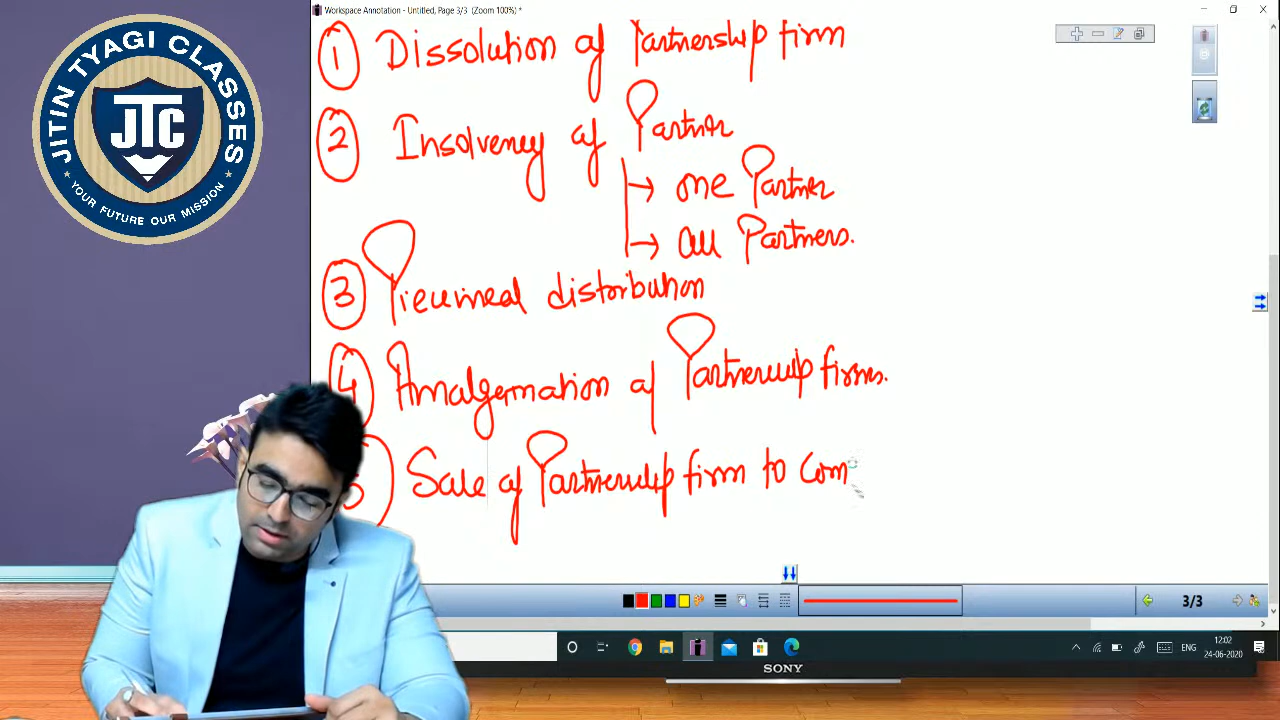 Workspace Annotation - Untitled, Page 3/3 (Zoom 100%) *
JITIN TYAGI CLASSES
JTC
YOUR FUTURE OUR MISSION
1 Dissolution of Partnership firm
2 Insolvency of Partner
→ one Partner
→ all Partners.
3 Piecemeal distribution
4 Amalgamation of Partnership firms.
5 Sale of Partnership firm to Com
3/3
ENG
12:02
24-06-2020
SONY